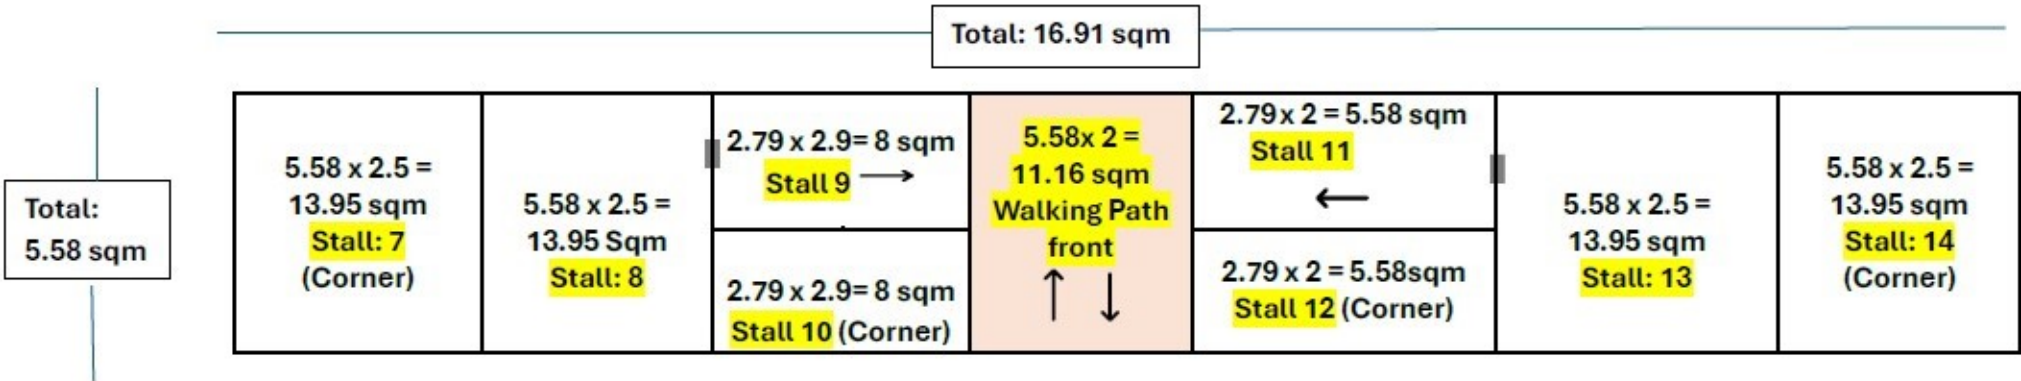 Total: 16.91 sqm
Total:
5.58 sqm
5.58 x 2.5 =
13.95 sqm
Stall: 7
(Corner)
5.58 x 2.5 =
13.95 Sqm
Stall: 8
2.79 x 2.9= 8 sqm
Stall 9 →
2.79 x 2.9= 8 sqm
Stall 10 (Corner)
5.58x 2 =
11.16 sqm
Walking Path
front
↑ ↓
2.79 x 2 = 5.58 sqm
Stall 11
←
2.79 x 2 = 5.58sqm
Stall 12 (Corner)
5.58 x 2.5 =
13.95 sqm
Stall: 13
5.58 x 2.5 =
13.95 sqm
Stall: 14
(Corner)